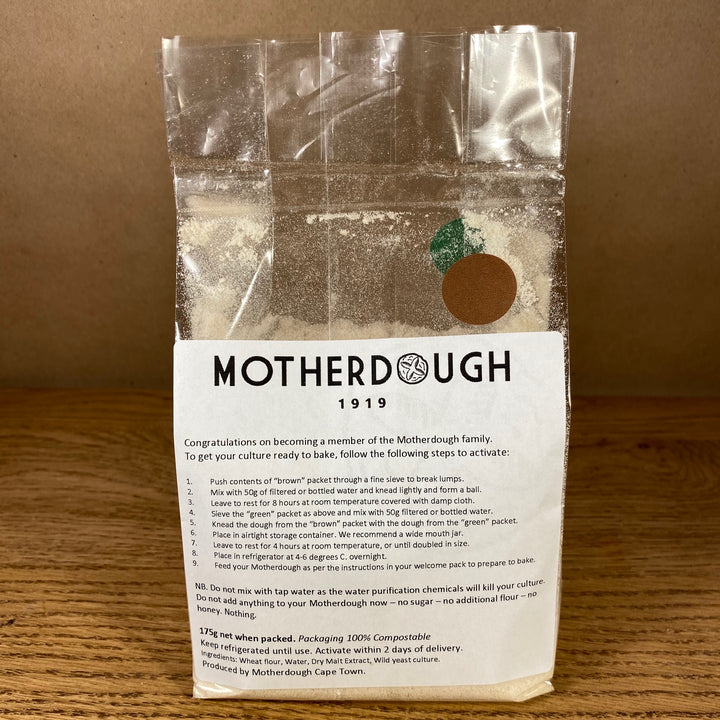 MOTHERDOUGH
1919
Congratulations on becoming a member of the Motherdough family.
To get your culture ready to bake, follow the following steps to activate:
1. Push contents of “brown” packet through a fine sieve to break lumps.
2. Mix with 50g of filtered or bottled water and knead lightly and form a ball.
3. Leave to rest for 8 hours at room temperature covered with damp cloth.
4. Sieve the “green” packet as above and mix with 50g filtered or bottled water.
5. Knead the dough from the “brown” packet with the dough from the “green” packet.
6. Place in airtight storage container. We recommend a wide mouth jar.
7. Leave to rest for 4 hours at room temperature, or until doubled in size.
8. Place in refrigerator at 4-6 degrees C. overnight.
9. Feed your Motherdough as per the instructions in your welcome pack to prepare to bake.
NB. Do not mix with tap water as the water purification chemicals will kill your culture.
Do not add anything to your Motherdough now – no sugar – no additional flour – no
honey. Nothing.
175g net when packed. Packaging 100% Compostable
Keep refrigerated until use. Activate within 2 days of delivery.
Ingredients: Wheat flour, Water, Dry Malt Extract, Wild yeast culture.
Produced by Motherdough Cape Town.